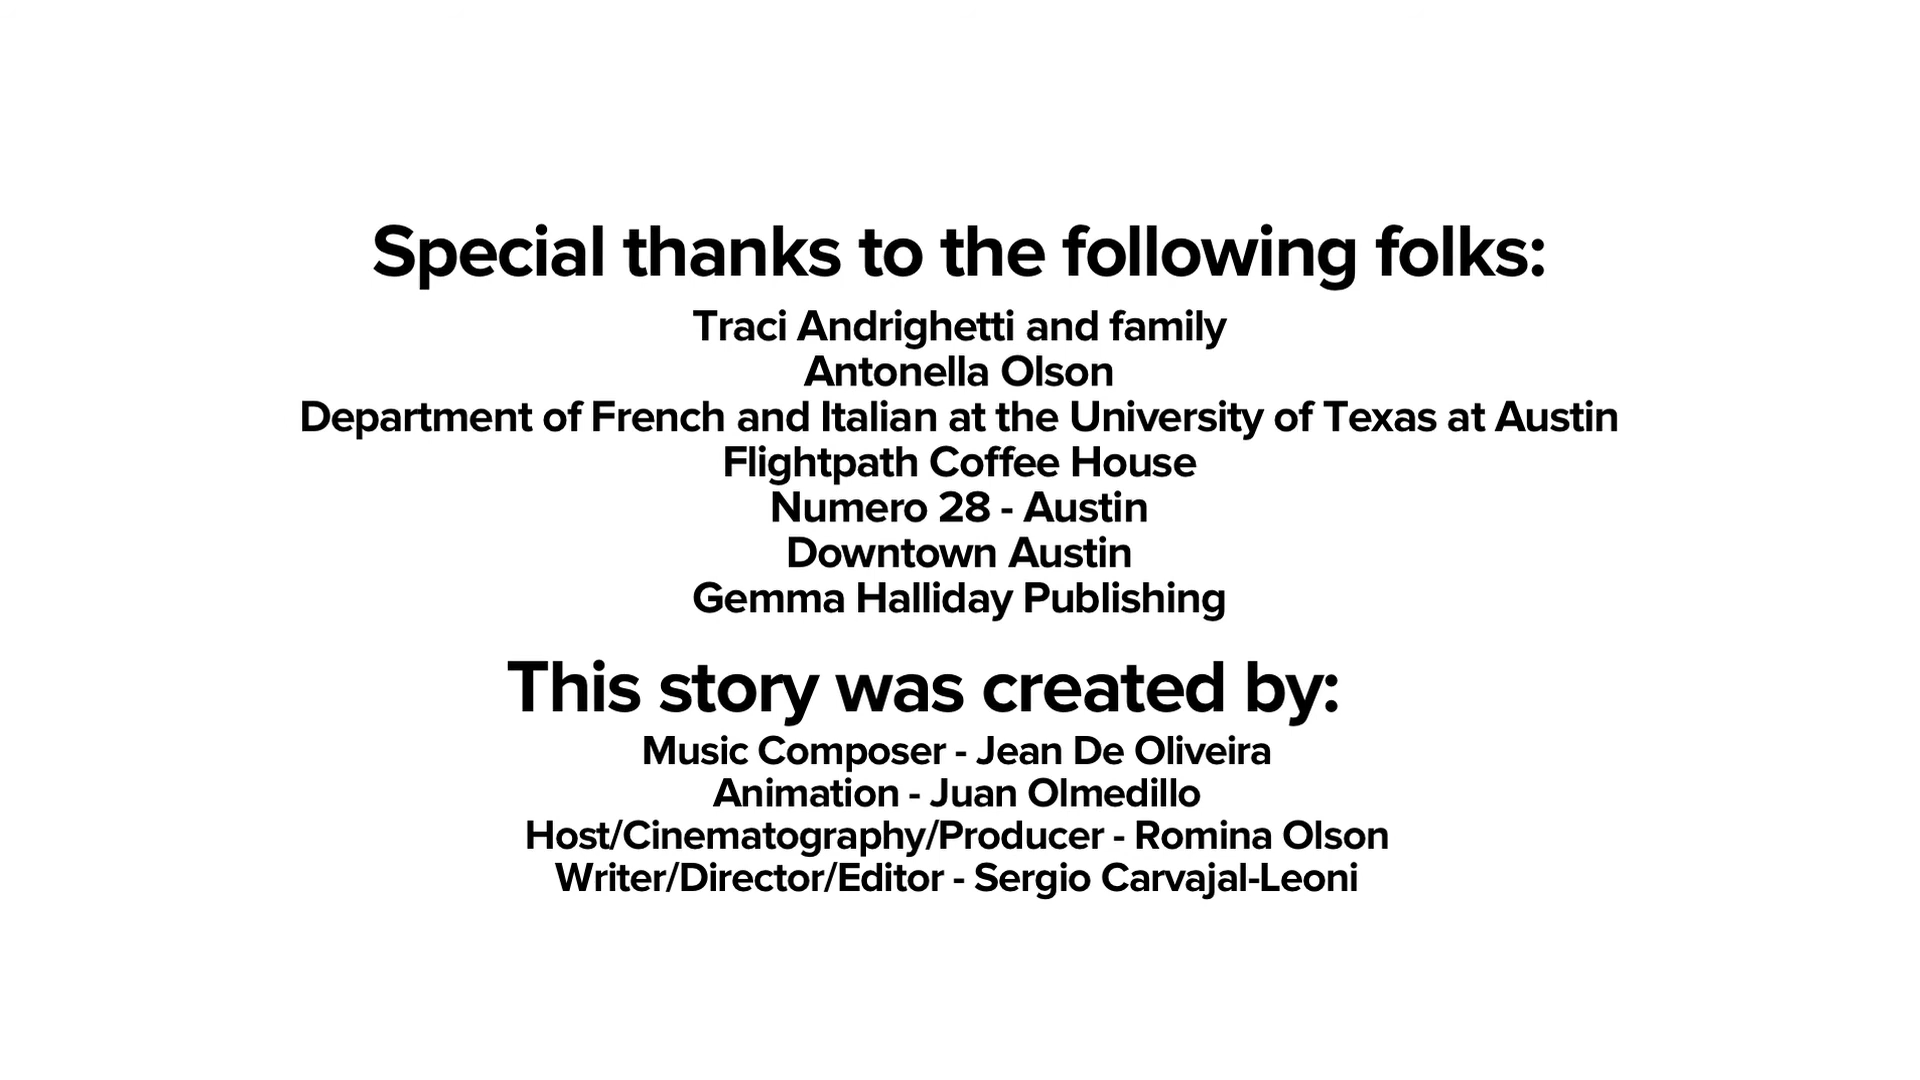 Special thanks to the following folks:
Traci Andrighetti and family
Antonella Olson
Department of French and Italian at the University of Texas at Austin
Flightpath Coffee House
Numero 28 - Austin
Downtown Austin
Gemma Halliday Publishing
This story was created by:
Music Composer - Jean De Oliveira
Animation - Juan Olmedillo
Host/Cinematography/Producer - Romina Olson
Writer/Director/Editor - Sergio Carvajal-Leoni